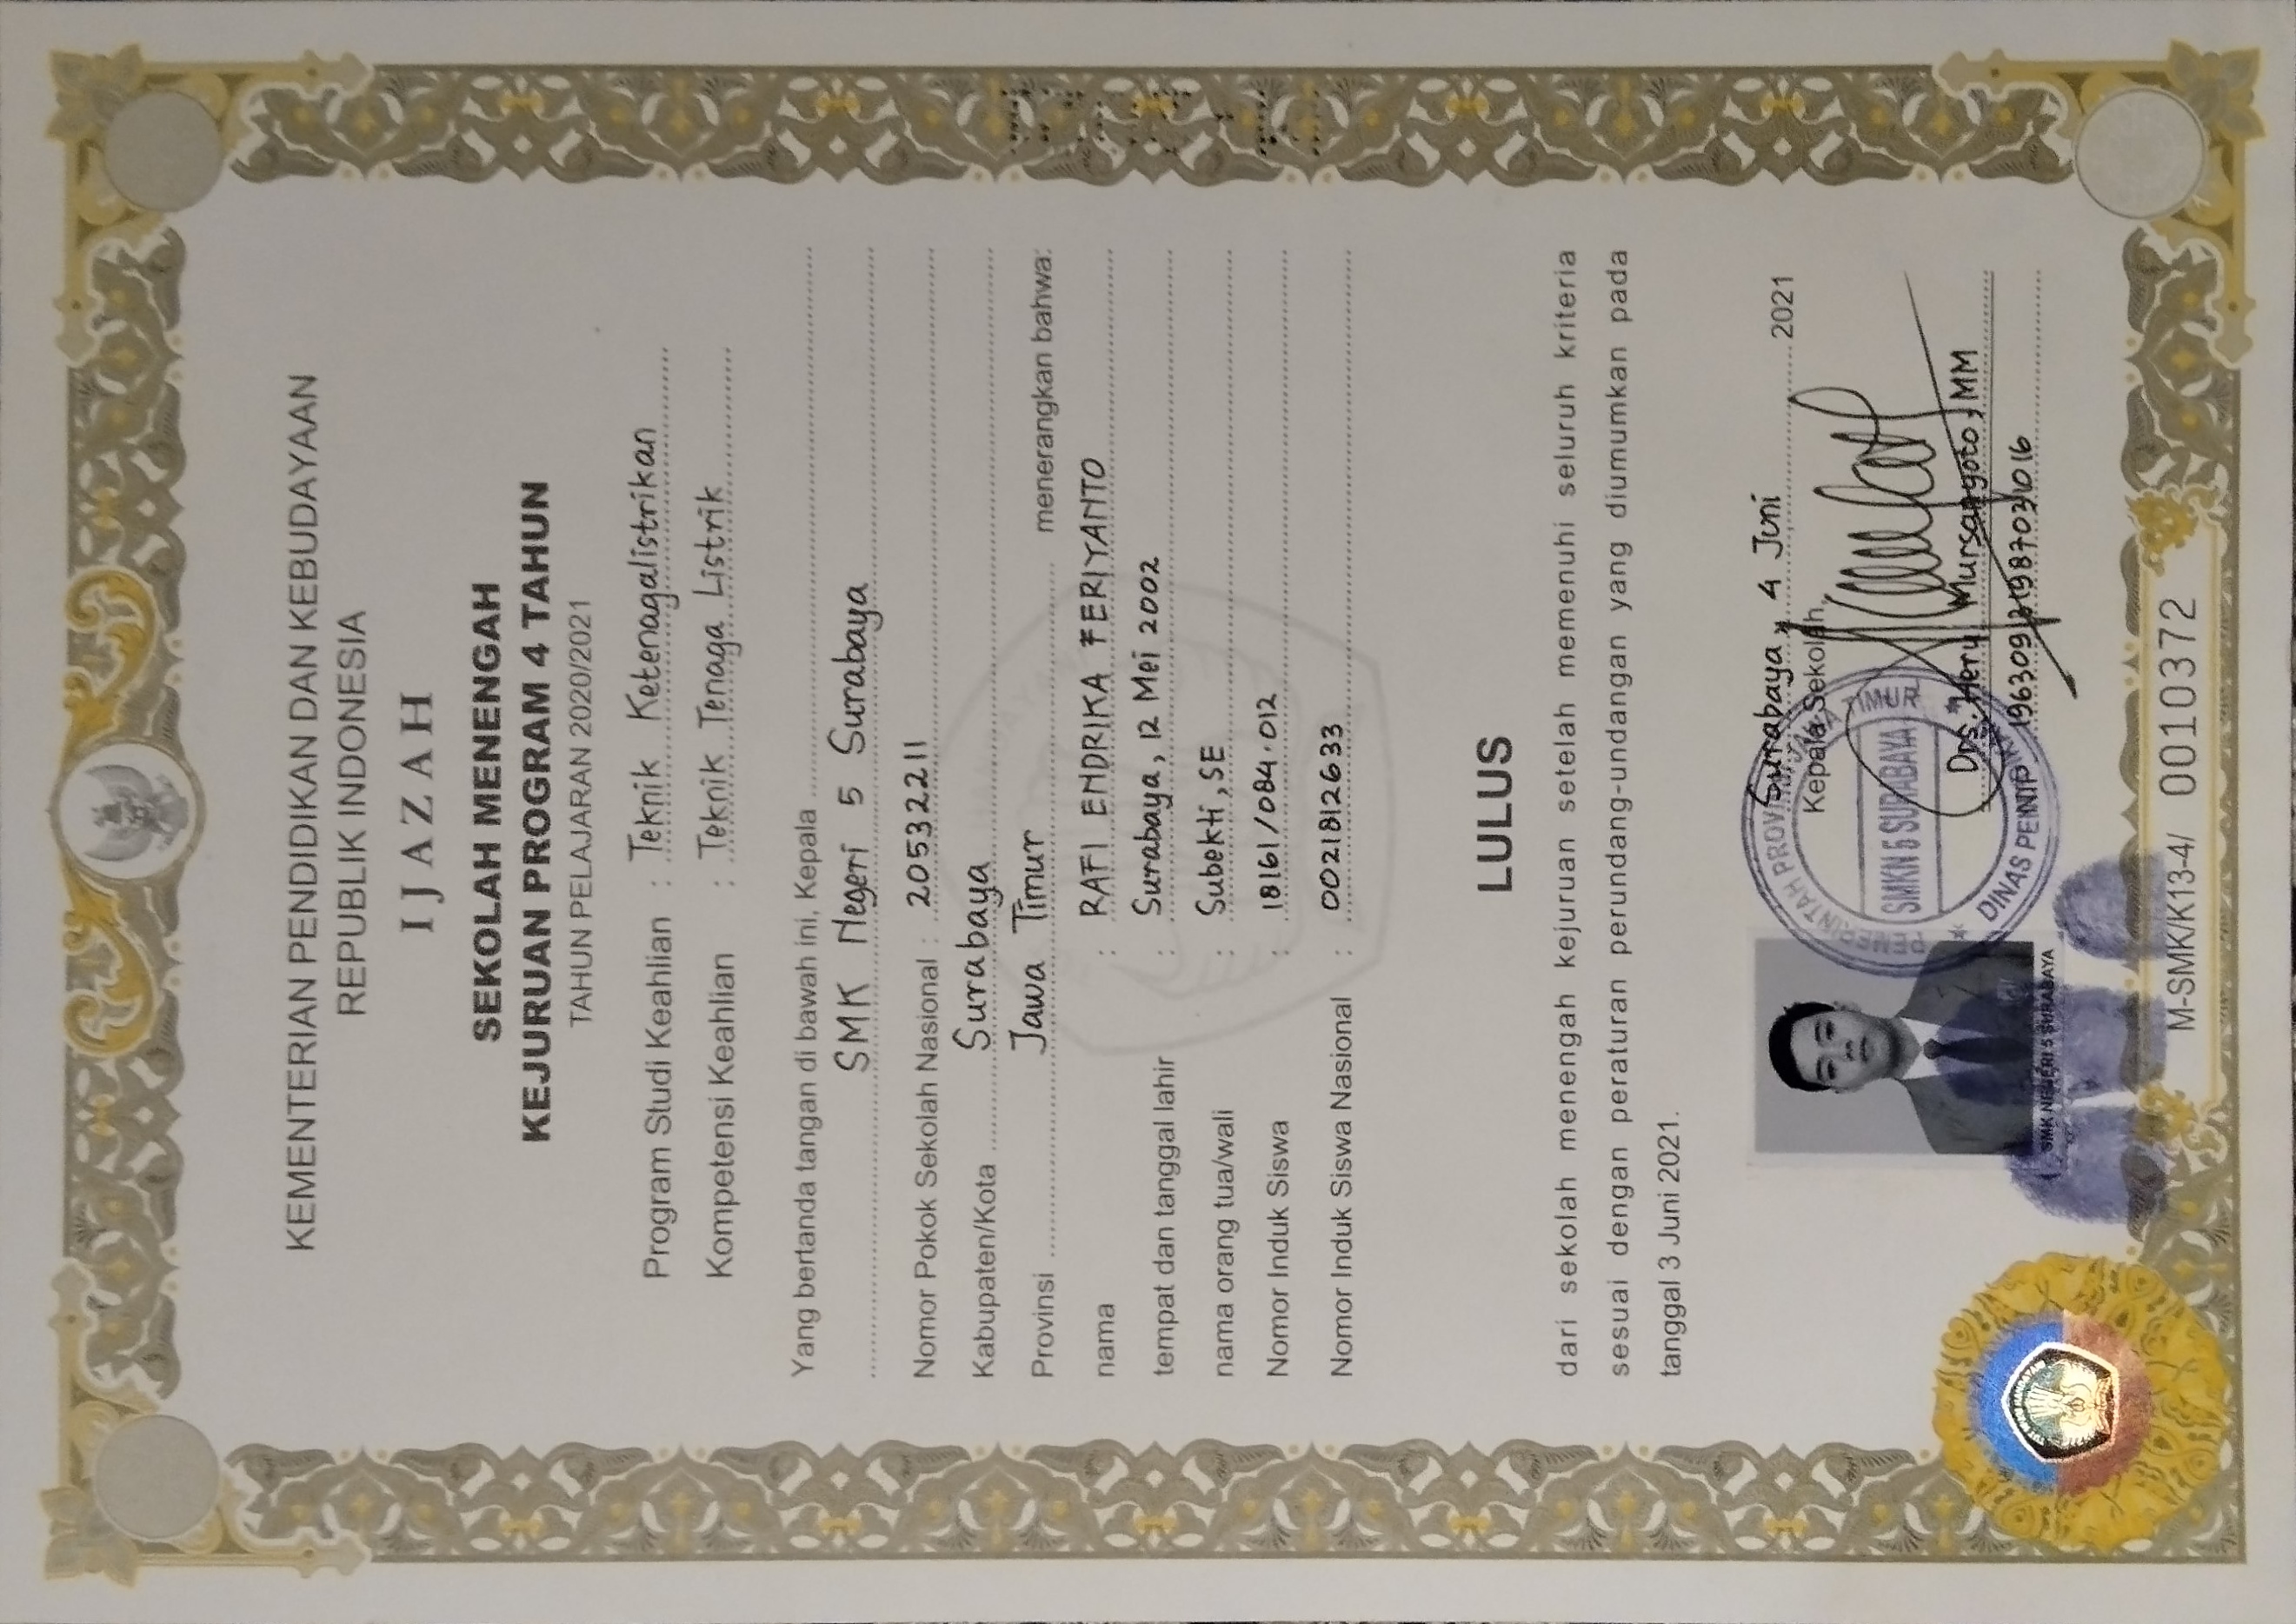 KEMENTERIAN PENDIDIKAN DAN KEBUDAYAAN
REPUBLIK INDONESIA
IJAZAH
SEKOLAH MENENGAH
KEJURUAN PROGRAM 4 TAHUN
TAHUN PELAJARAN 2020/2021
Program Studi Keahlian : Teknik Ketenagalistrikan
Kompetensi Keahlian : Teknik Tenaga Listrik
Yang bertanda tangan di bawah ini, Kepala
SMK Negeri 5 Surabaya
Nomor Pokok Sekolah Nasional : 20532211
Kabupaten/Kota Surabaya
Provinsi Jawa Timur menerangkan bahwa:
nama : RAFI ENDRIKA FERIYANTO
tempat dan tanggal lahir : Surabaya, 12 Mei 2002
nama orang tua/wali : Subekti, SE
Nomor Induk Siswa : 18161/084.012
Nomor Induk Siswa Nasional : 0021812633
LULUS
dari sekolah menengah kejuruan setelah memenuhi seluruh kriteria
sesuai dengan peraturan perundang-undangan yang diumumkan pada
tanggal 3 Juni 2021.
Surabaya, 4 Juni 2021
Kepala Sekolah,
PEMERINTAH PROVINSI JAWA TIMUR
SMKN 5 SURABAYA
DINAS PENDIDIKAN
Drs. Heru Mursanyoto, MM
NIP
SMK NEGERI 5 SURABAYA
TUT WURI HANDAYANI
M-SMK/K13-4/ 0010372